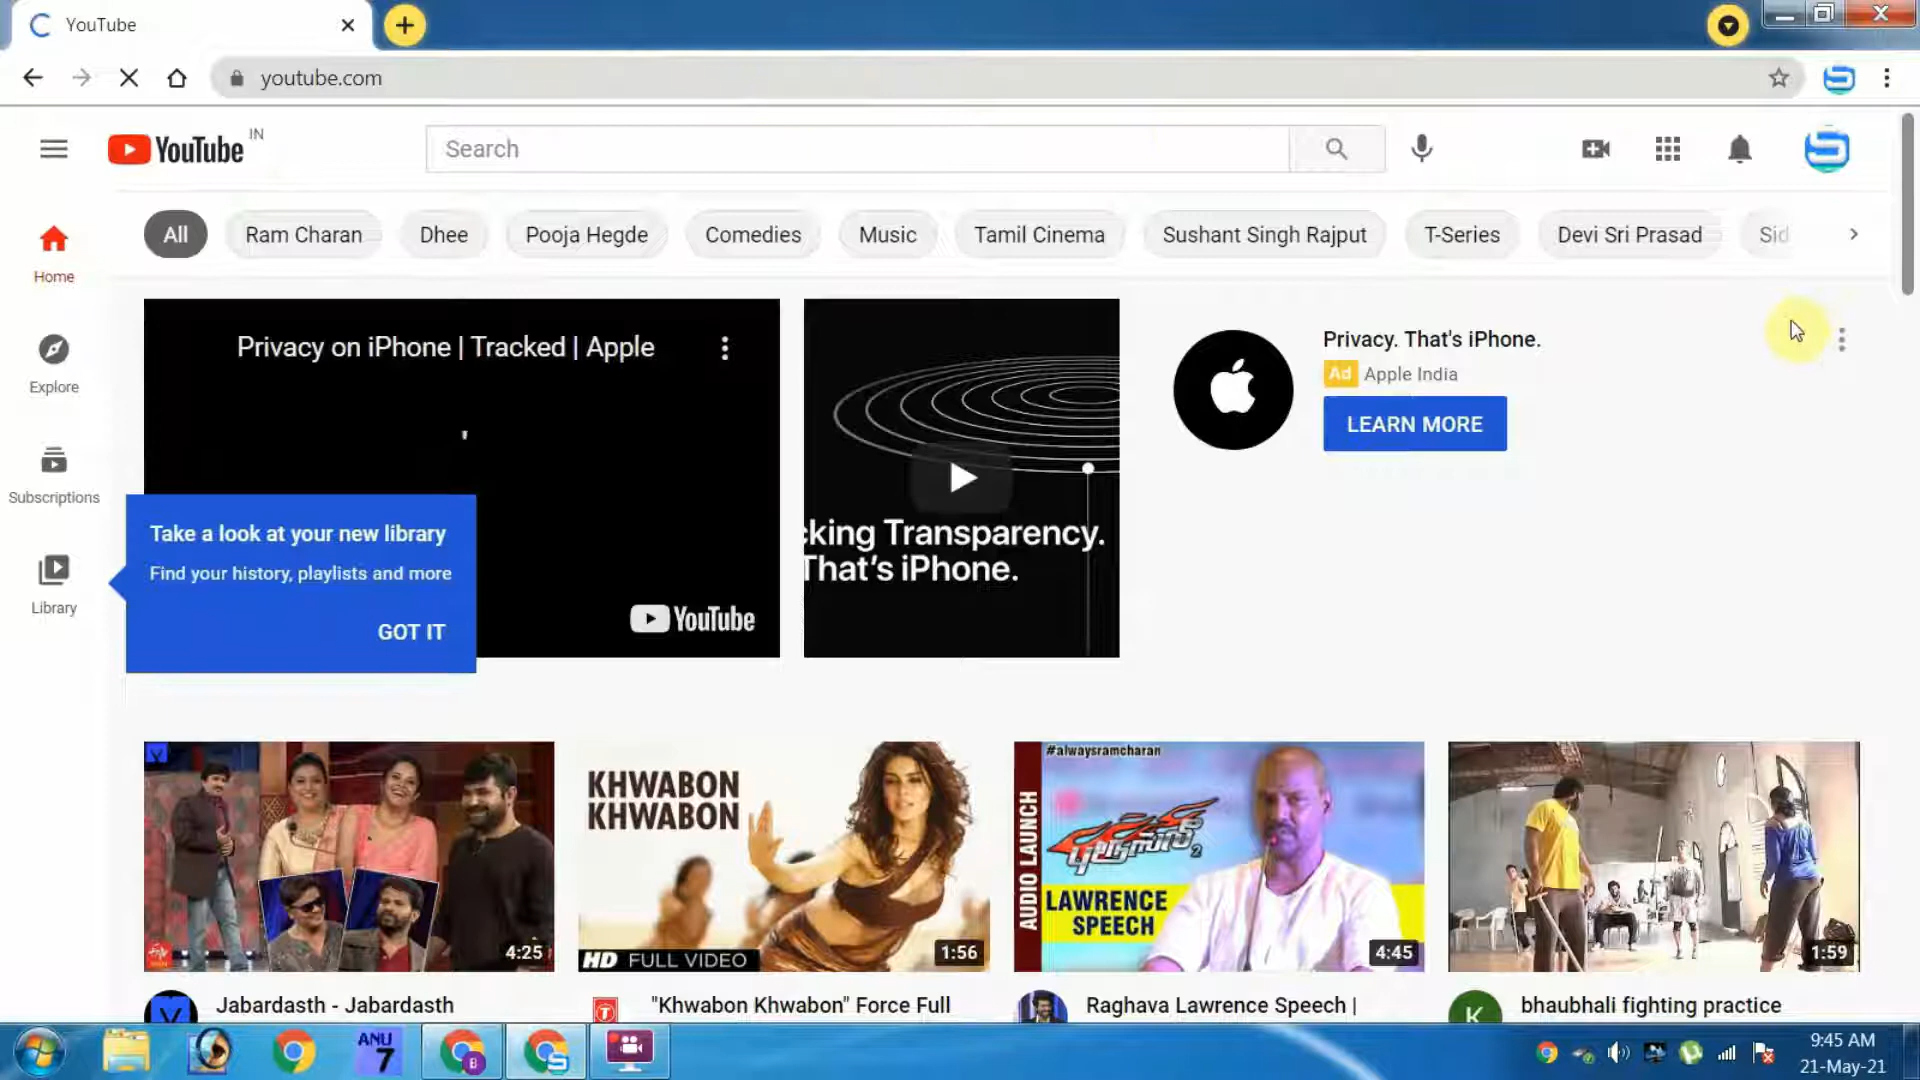 YouTube
youtube.com
YouTube IN
Search
All
Ram Charan
Dhee
Pooja Hegde
Comedies
Music
Tamil Cinema
Sushant Singh Rajput
T-Series
Devi Sri Prasad
Sid
Home
Explore
Subscriptions
Library
Privacy on iPhone | Tracked | Apple
YouTube
cking Transparency.
That's iPhone.
Privacy. That's iPhone.
Ad Apple India
LEARN MORE
Take a look at your new library
Find your history, playlists and more
GOT IT
4:25
KHWABON
KHWABON
HD FULL VIDEO
1:56
#alwaysramcharan
AUDIO LAUNCH
LAWRENCE
SPEECH
4:45
1:59
Jabardasth - Jabardasth
"Khwabon Khwabon" Force Full
Raghava Lawrence Speech |
bhaubhali fighting practice
V
T
K
ANU
7
9:45 AM
21-May-21